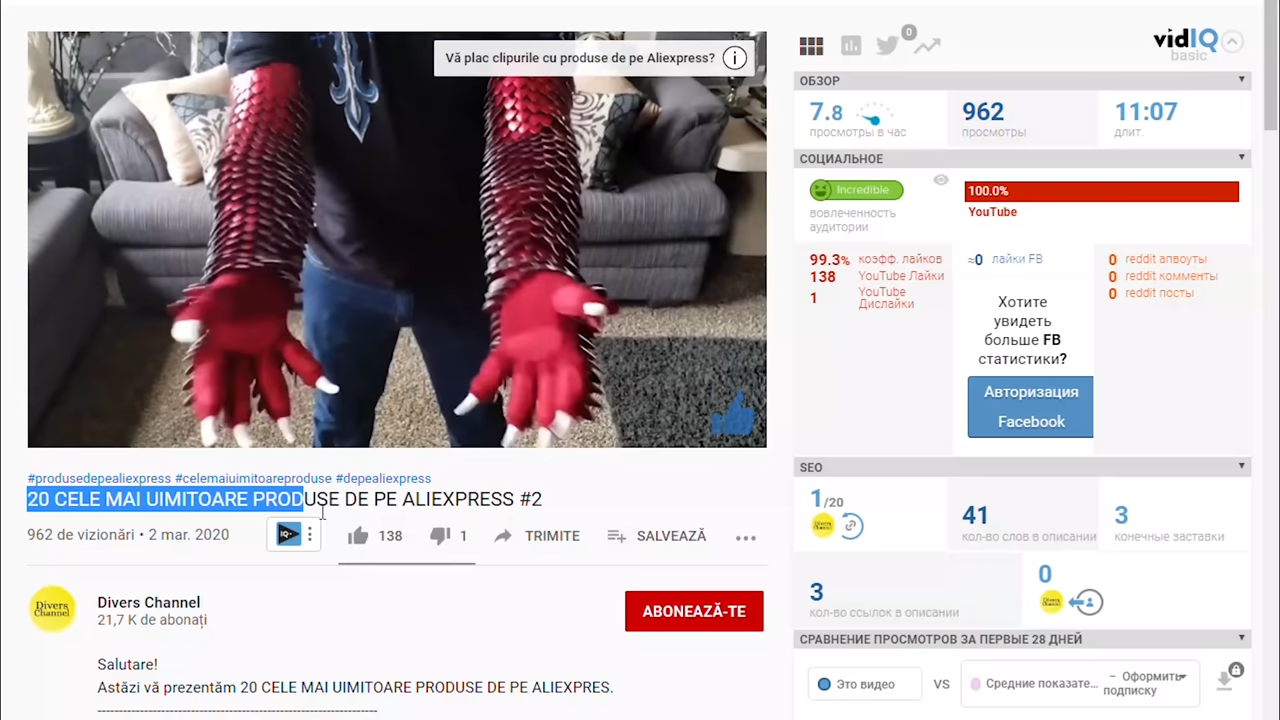 Vă plac clipurile cu produse de pe Aliexpress?
#produsedepealiexpress #celemaiuimitoareproduse #depealiexpress
20 CELE MAI UIMITOARE PRODUSE DE PE ALIEXPRESS #2
962 de vizionări • 2 mar. 2020
IQ
138
1
TRIMITE
SALVEAZĂ
Divers Channel
Divers Channel
21,7 K de abonați
ABONEAZĂ-TE
Salutare!
Astăzi vă prezentăm 20 CELE MAI UIMITOARE PRODUSE DE PE ALIEXPRES.
0
vidIQ
basic
ОБЗОР
7.8
просмотры в час
962
просмотры
11:07
длит.
СОЦИАЛЬНОЕ
Incredible
вовлеченность
аудитории
100.0%
YouTube
99.3% коэфф. лайков
138 YouTube Лайки
1 YouTube
Дислайки
≈0 лайки FB
Хотите
увидеть
больше FB
статистики?
Авторизация
Facebook
0 reddit апвоуты
0 reddit комменты
0 reddit посты
SEO
1/20
41
кол-во слов в описании
3
конечные заставки
3
кол-во ссылок в описании
0
СРАВНЕНИЕ ПРОСМОТРОВ ЗА ПЕРВЫЕ 28 ДНЕЙ
Это видео
VS
Средние показате...
– Оформить
подписку